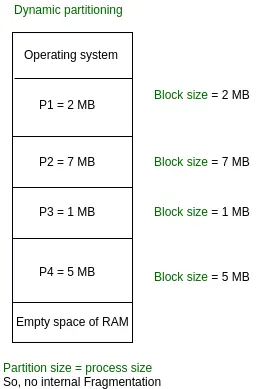 Dynamic partitioning
Operating system
P1 = 2 MB
Block size = 2 MB
P2 = 7 MB
Block size = 7 MB
P3 = 1 MB
Block size = 1 MB
P4 = 5 MB
Block size = 5 MB
Empty space of RAM
Partition size = process size
So, no internal Fragmentation